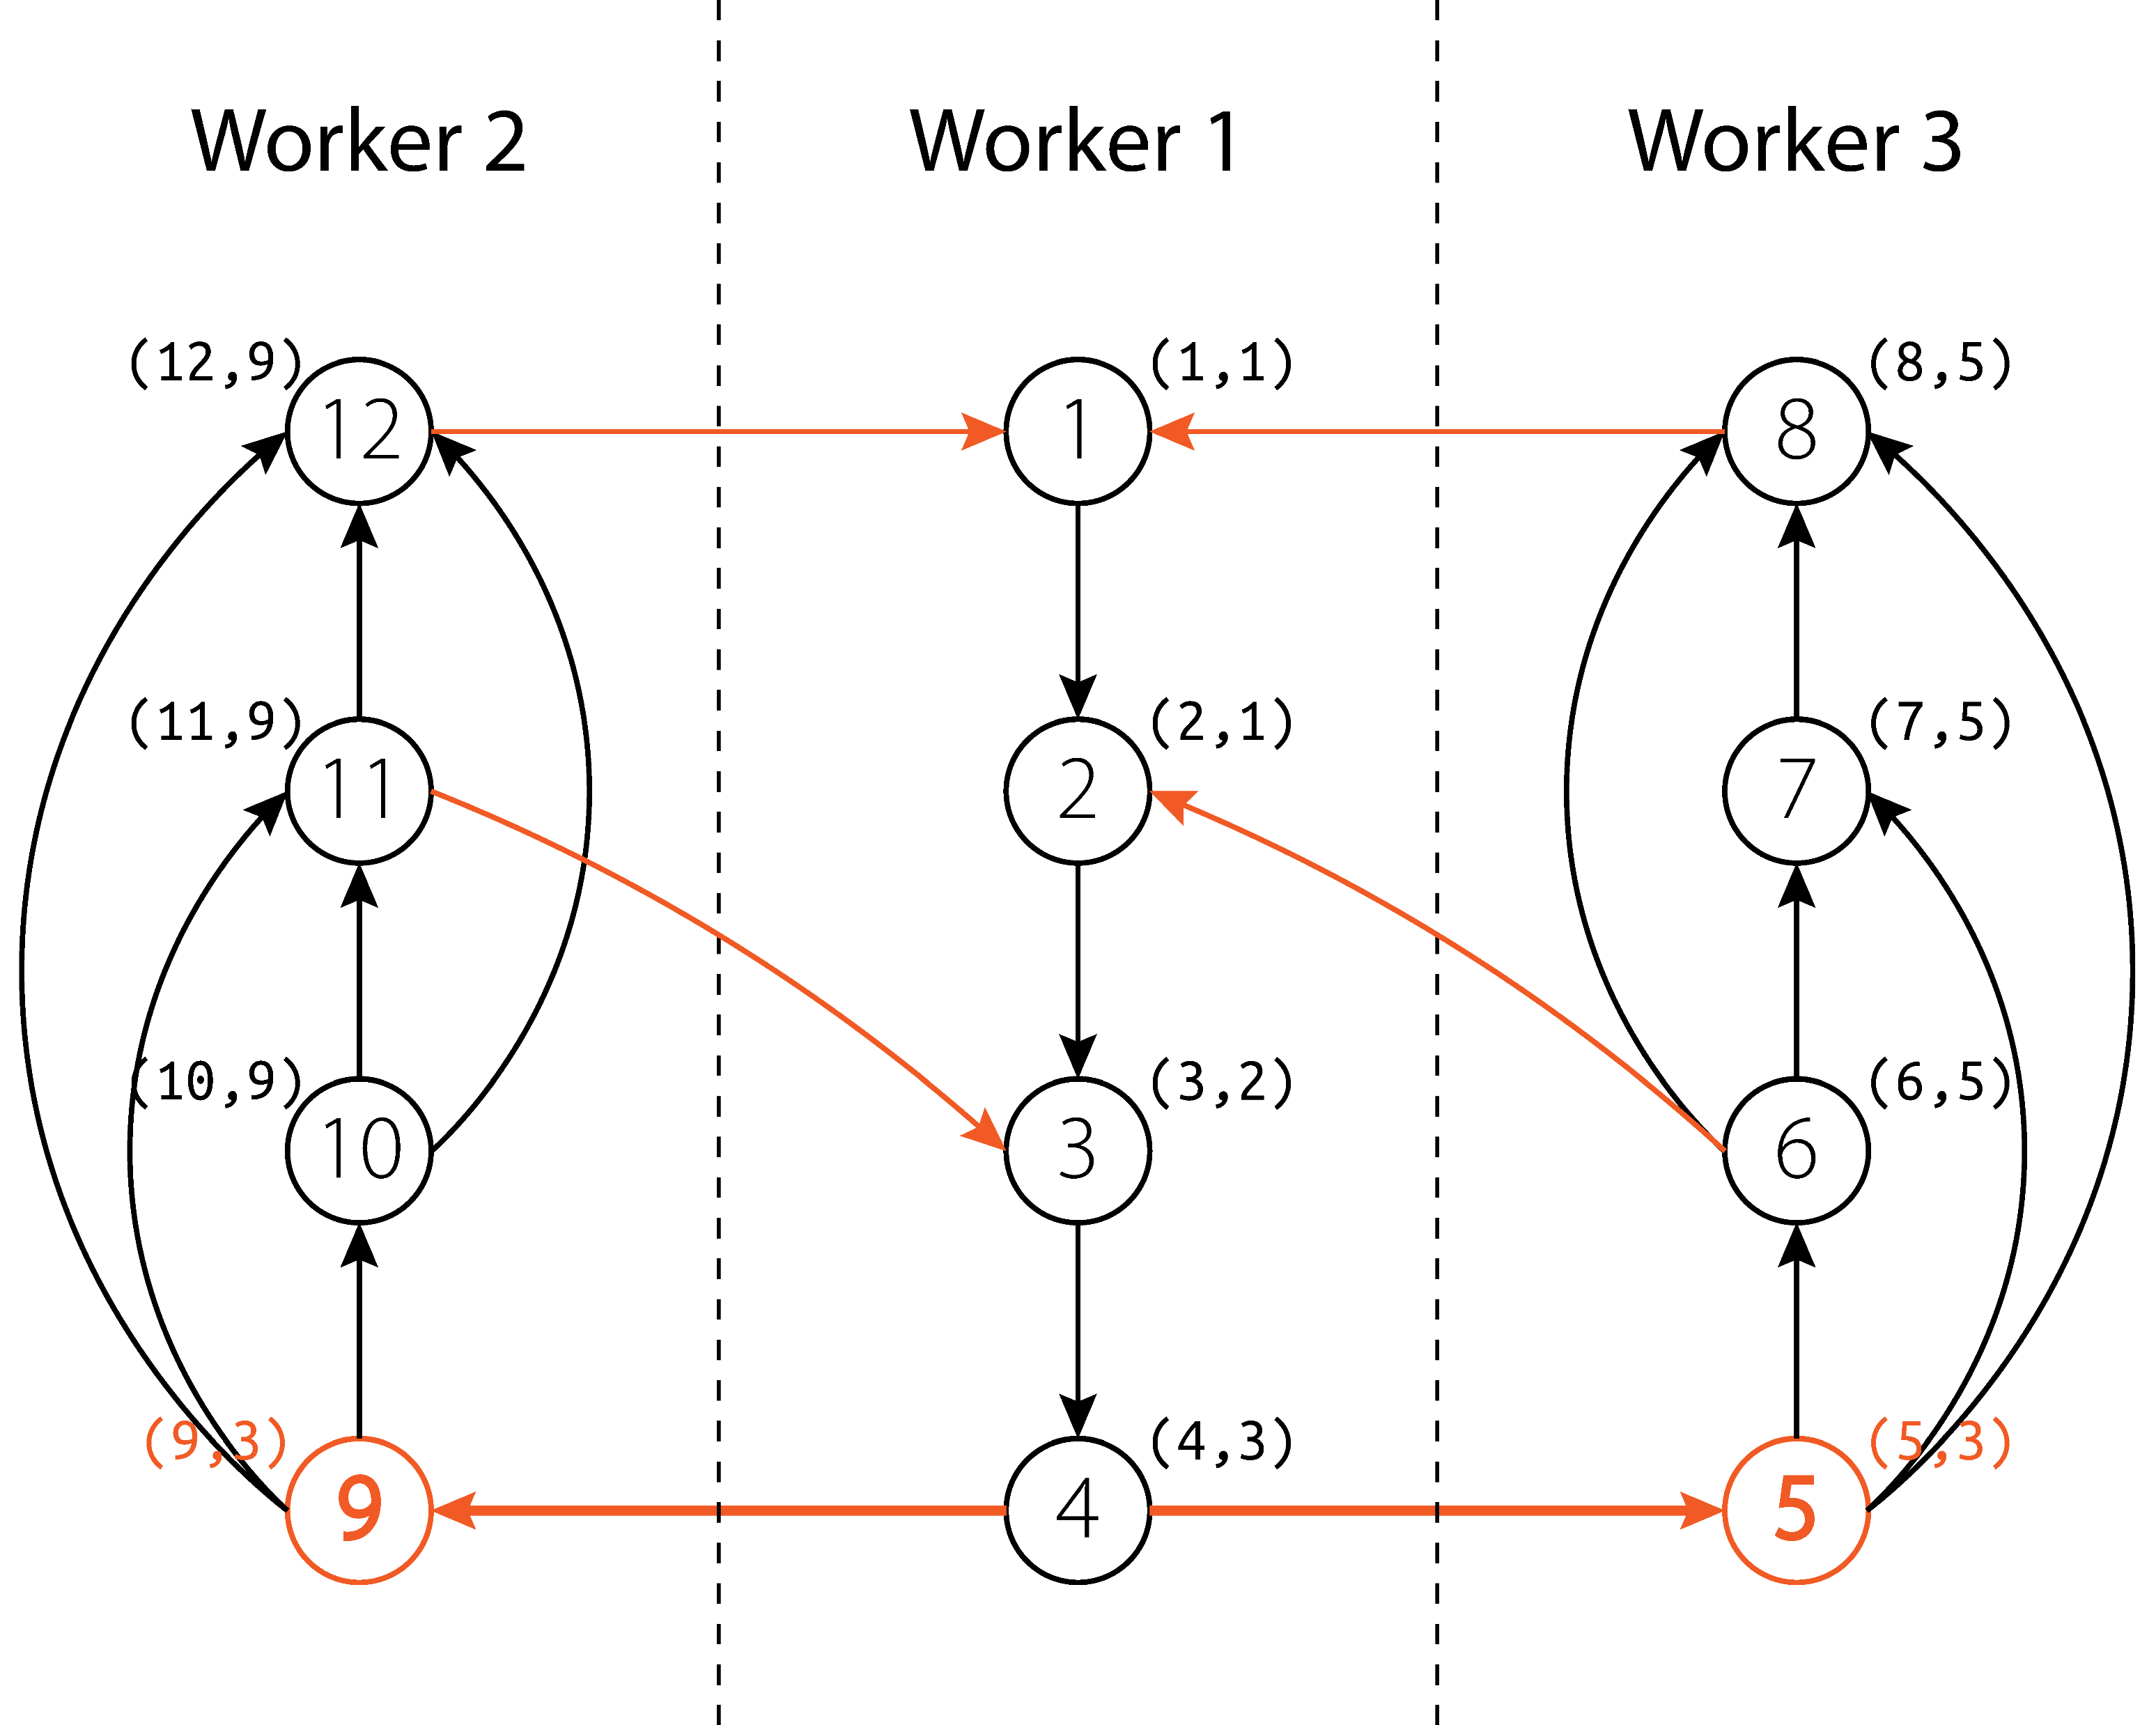 Worker 2 Worker 1 Worker 3
(12,9) (1,1) (8,5)
12 1 8
(11,9) (2,1) (7,5)
11 2 7
(10,9) (3,2) (6,5)
10 3 6
(9,3) (4,3) (5,3)
9 4 5